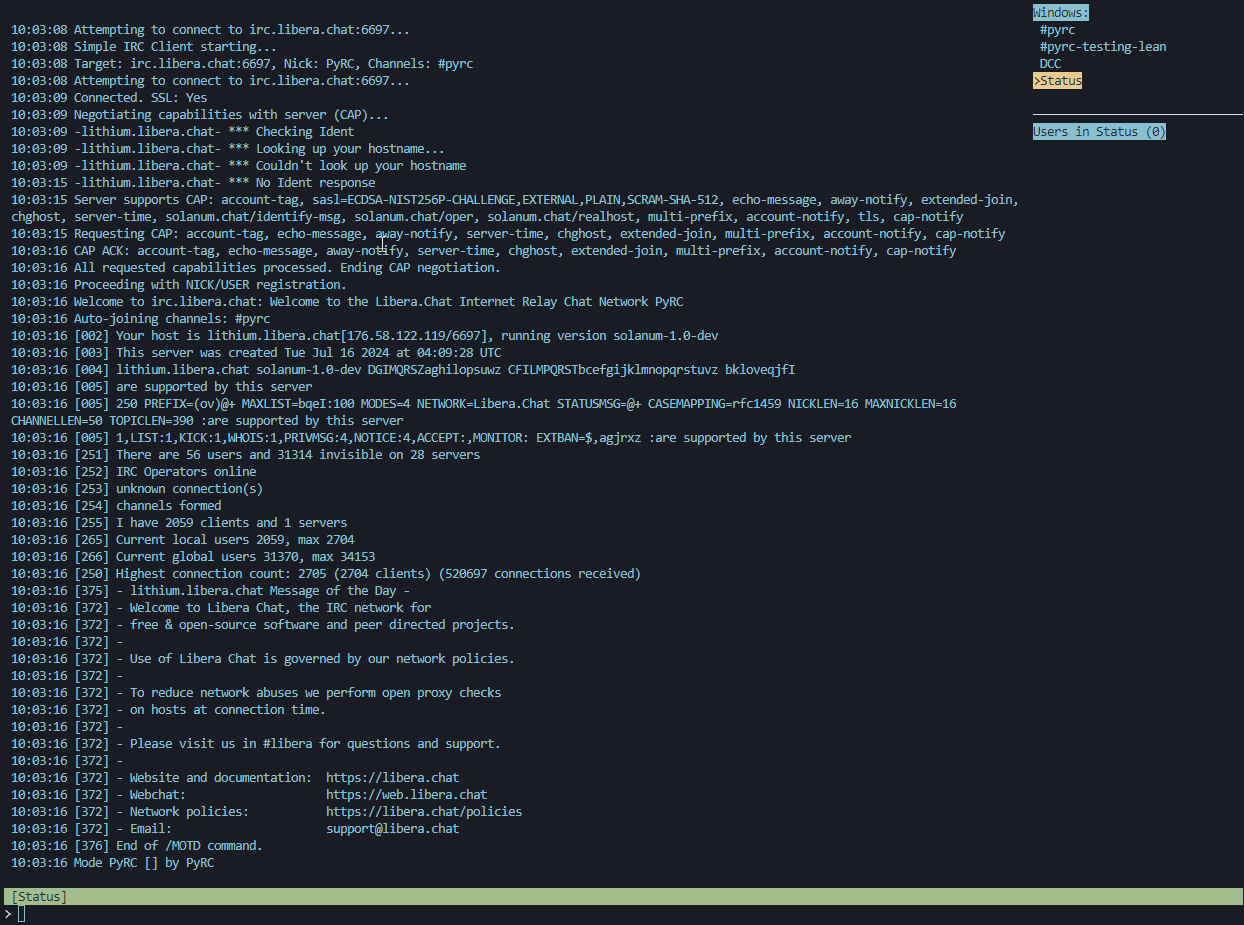 10:03:08 Attempting to connect to irc.libera.chat:6697...
10:03:08 Simple IRC Client starting...
10:03:08 Target: irc.libera.chat:6697, Nick: PyRC, Channels: #pyrc
10:03:08 Attempting to connect to irc.libera.chat:6697...
10:03:09 Connected. SSL: Yes
10:03:09 Negotiating capabilities with server (CAP)...
10:03:09 -lithium.libera.chat- *** Checking Ident
10:03:09 -lithium.libera.chat- *** Looking up your hostname...
10:03:09 -lithium.libera.chat- *** Couldn't look up your hostname
10:03:15 -lithium.libera.chat- *** No Ident response
10:03:15 Server supports CAP: account-tag, sasl=ECDSA-NIST256P-CHALLENGE,EXTERNAL,PLAIN,SCRAM-SHA-512, echo-message, away-notify, extended-join,
chghost, server-time, solanum.chat/identify-msg, solanum.chat/oper, solanum.chat/realhost, multi-prefix, account-notify, tls, cap-notify
10:03:15 Requesting CAP: account-tag, echo-message, away-notify, server-time, chghost, extended-join, multi-prefix, account-notify, cap-notify
10:03:16 CAP ACK: account-tag, echo-message, away-notify, server-time, chghost, extended-join, multi-prefix, account-notify, cap-notify
10:03:16 All requested capabilities processed. Ending CAP negotiation.
10:03:16 Proceeding with NICK/USER registration.
10:03:16 Welcome to irc.libera.chat: Welcome to the Libera.Chat Internet Relay Chat Network PyRC
10:03:16 Auto-joining channels: #pyrc
10:03:16 [002] Your host is lithium.libera.chat[176.58.122.119/6697], running version solanum-1.0-dev
10:03:16 [003] This server was created Tue Jul 16 2024 at 04:09:28 UTC
10:03:16 [004] lithium.libera.chat solanum-1.0-dev DGIMQRSZaghilopsuwz CFILMPQRSTbcefgijklmnopqrstuvz bkloveqjfI
10:03:16 [005] are supported by this server
10:03:16 [005] 250 PREFIX=(ov)@+ MAXLIST=bqeI:100 MODES=4 NETWORK=Libera.Chat STATUSMSG=@+ CASEMAPPING=rfc1459 NICKLEN=16 MAXNICKLEN=16
CHANNELLEN=50 TOPICLEN=390 :are supported by this server
10:03:16 [005] 1,LIST:1,KICK:1,WHOIS:1,PRIVMSG:4,NOTICE:4,ACCEPT:,MONITOR: EXTBAN=$,agjrxz :are supported by this server
10:03:16 [251] There are 56 users and 31314 invisible on 28 servers
10:03:16 [252] IRC Operators online
10:03:16 [253] unknown connection(s)
10:03:16 [254] channels formed
10:03:16 [255] I have 2059 clients and 1 servers
10:03:16 [265] Current local users 2059, max 2704
10:03:16 [266] Current global users 31370, max 34153
10:03:16 [250] Highest connection count: 2705 (2704 clients) (520697 connections received)
10:03:16 [375] - lithium.libera.chat Message of the Day -
10:03:16 [372] - Welcome to Libera Chat, the IRC network for
10:03:16 [372] - free & open-source software and peer directed projects.
10:03:16 [372] -
10:03:16 [372] - Use of Libera Chat is governed by our network policies.
10:03:16 [372] -
10:03:16 [372] - To reduce network abuses we perform open proxy checks
10:03:16 [372] - on hosts at connection time.
10:03:16 [372] -
10:03:16 [372] - Please visit us in #libera for questions and support.
10:03:16 [372] -
10:03:16 [372] - Website and documentation:  https://libera.chat
10:03:16 [372] - Webchat:                    https://web.libera.chat
10:03:16 [372] - Network policies:           https://libera.chat/policies
10:03:16 [372] - Email:                      support@libera.chat
10:03:16 [376] End of /MOTD command.
10:03:16 Mode PyRC [] by PyRC
Windows:
#pyrc
#pyrc-testing-lean
DCC
>Status
Users in Status (0)
[Status]
>